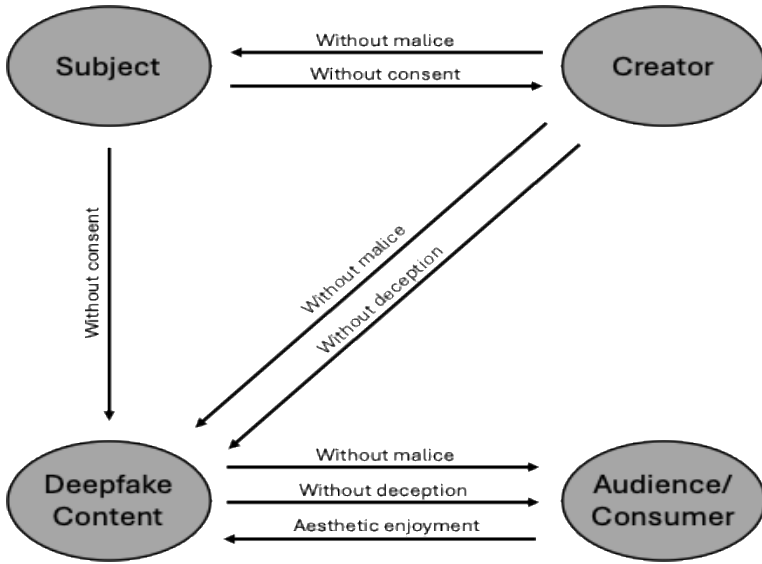 Without malice
Subject
Creator
Without consent
Without consent
Without malice
Without deception
Without malice
Deepfake
Content
Without deception
Audience/
Consumer
Aesthetic enjoyment